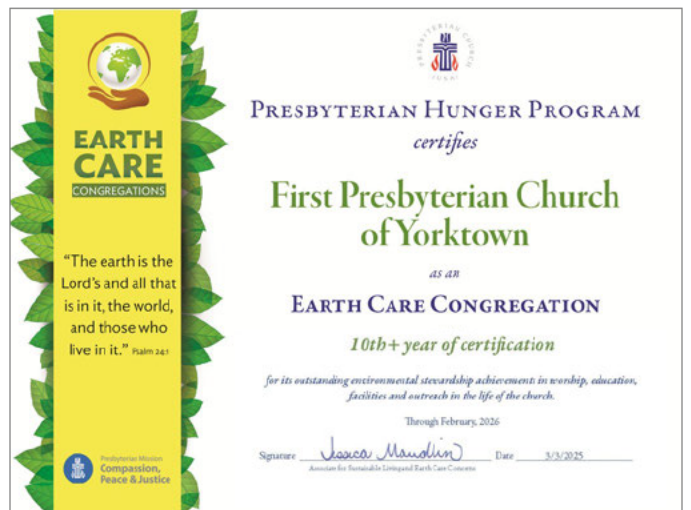 PRESBYTERIAN CHURCH
(U.S.A.)
PRESBYTERIAN HUNGER PROGRAM
certifies
First Presbyterian Church
of Yorktown
as an
EARTH CARE CONGREGATION
10th+ year of certification
for its outstanding environmental stewardship achievements in worship, education,
facilities and outreach in the life of the church.
Through February, 2026
Signature Jessica Maudlin Date 3/3/2025
Associate for Sustainable Living and Earth Care Concerns
EARTH
CARE
CONGREGATIONS
“The earth is the
Lord’s and all that
is in it, the world,
and those who
live in it.” Psalm 24:1
Presbyterian Mission
Compassion,
Peace & Justice